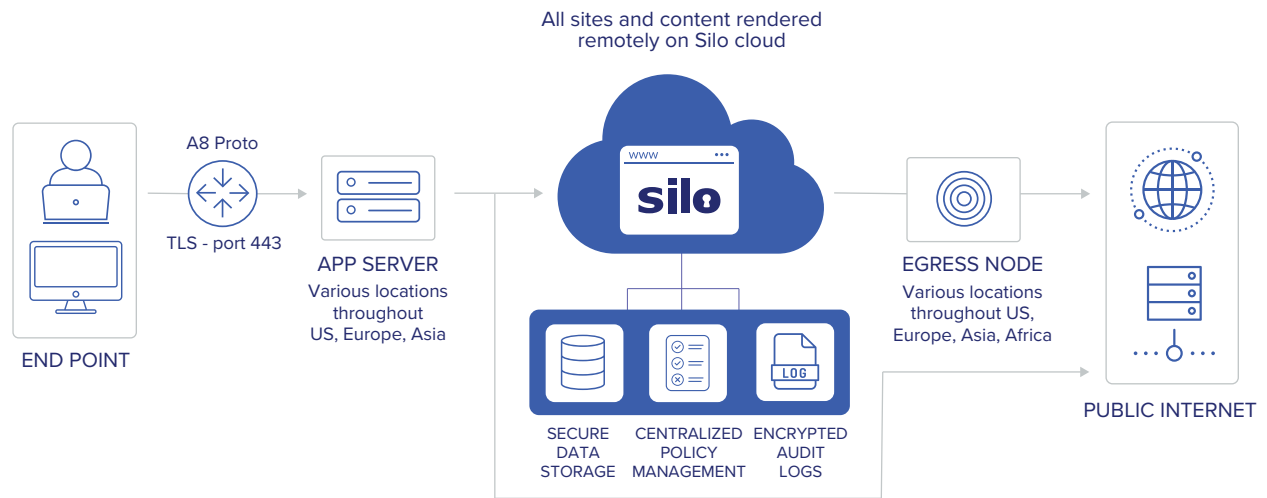 All sites and content rendered
remotely on Silo cloud
A8 Proto
TLS - port 443
END POINT
APP SERVER
Various locations
throughout
US, Europe, Asia
www
silo
EGRESS NODE
Various locations
throughout US,
Europe, Asia, Africa
LOG
SECURE
DATA
STORAGE
CENTRALIZED
POLICY
MANAGEMENT
ENCRYPTED
AUDIT
LOGS
PUBLIC INTERNET